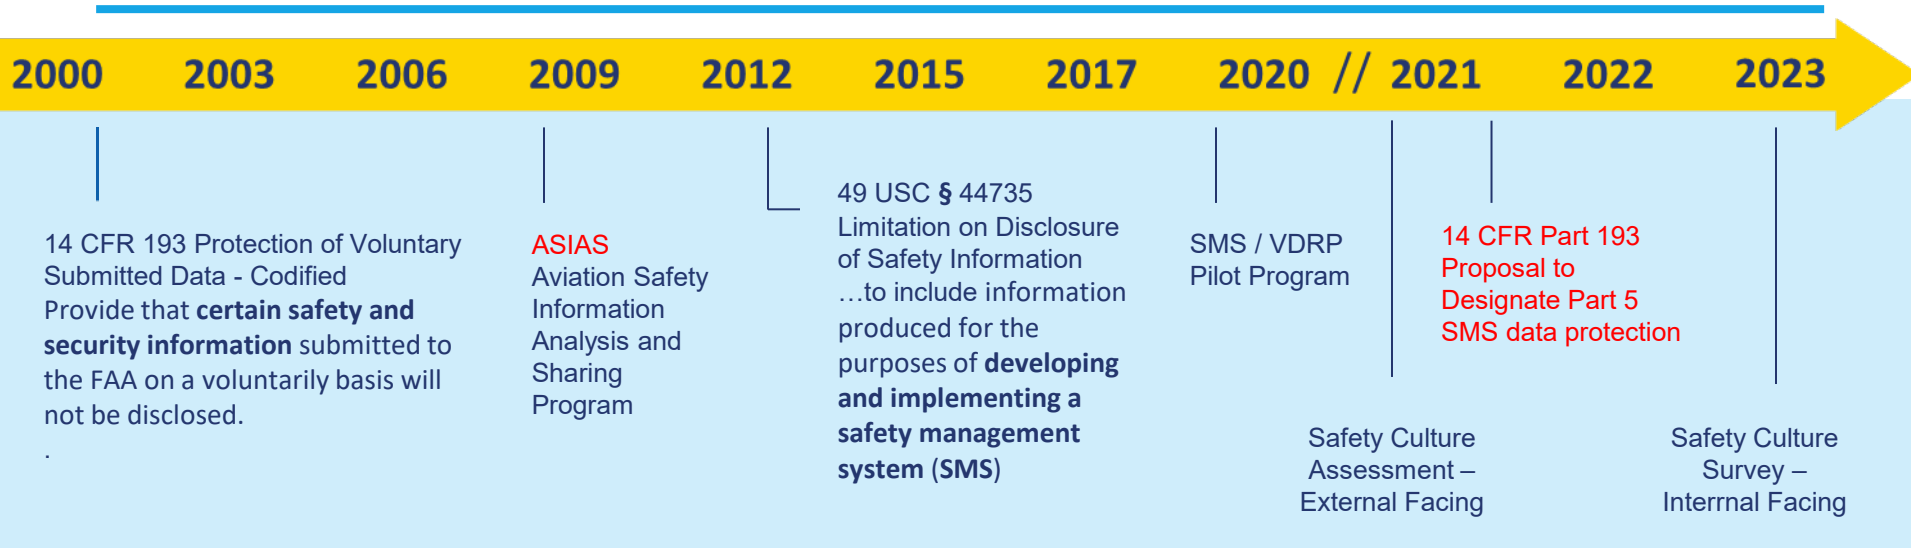 2000 2003 2006 2009 2012 2015 2017 2020 // 2021 2022 2023
14 CFR 193 Protection of Voluntary
Submitted Data - Codified
Provide that certain safety and
security information submitted to
the FAA on a voluntarily basis will
not be disclosed.
.
ASIAS
Aviation Safety
Information
Analysis and
Sharing
Program
49 USC § 44735
Limitation on Disclosure
of Safety Information
…to include information
produced for the
purposes of developing
and implementing a
safety management
system (SMS)
SMS / VDRP
Pilot Program
Safety Culture
Assessment –
External Facing
14 CFR Part 193
Proposal to
Designate Part 5
SMS data protection
Safety Culture
Survey –
Interrnal Facing